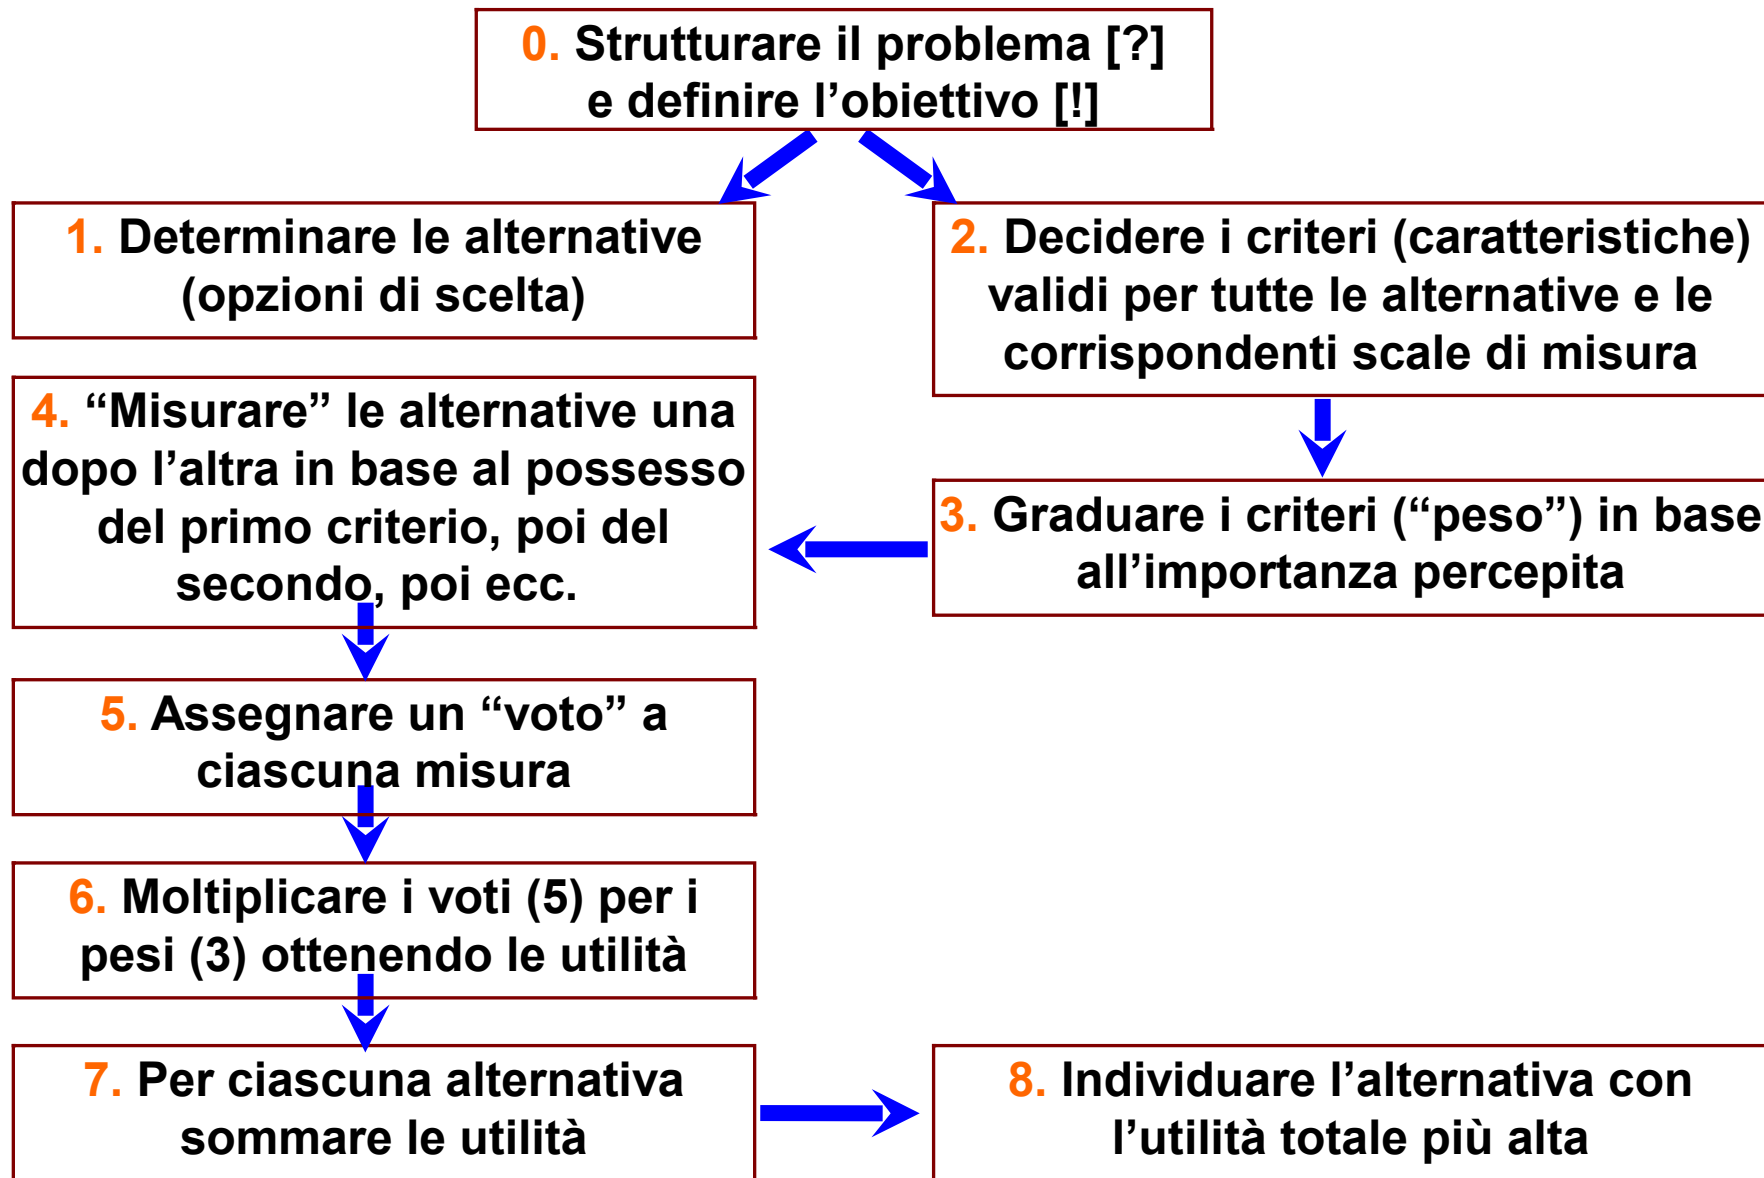 0. Strutturare il problema [?]
e definire l’obiettivo [!]
1. Determinare le alternative
(opzioni di scelta)
2. Decidere i criteri (caratteristiche)
validi per tutte le alternative e le
corrispondenti scale di misura
3. Graduare i criteri (“peso”) in base
all’importanza percepita
4. “Misurare” le alternative una
dopo l’altra in base al possesso
del primo criterio, poi del
secondo, poi ecc.
5. Assegnare un “voto” a
ciascuna misura
6. Moltiplicare i voti (5) per i
pesi (3) ottenendo le utilità
7. Per ciascuna alternativa
sommare le utilità
8. Individuare l’alternativa con
l’utilità totale più alta